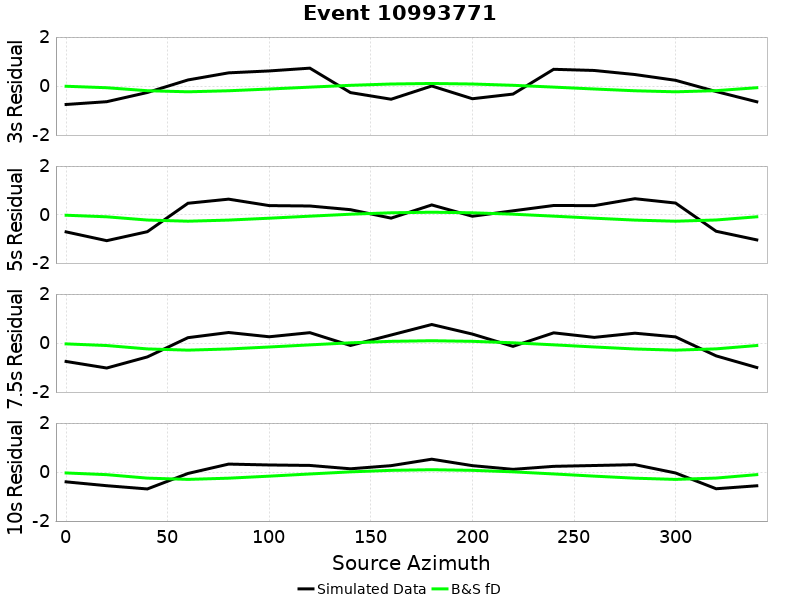 Event 10993771
3s Residual
2
0
-2
5s Residual
2
0
-2
7.5s Residual
2
0
-2
10s Residual
2
0
-2
0 50 100 150 200 250 300
Source Azimuth
Simulated Data B&S fD